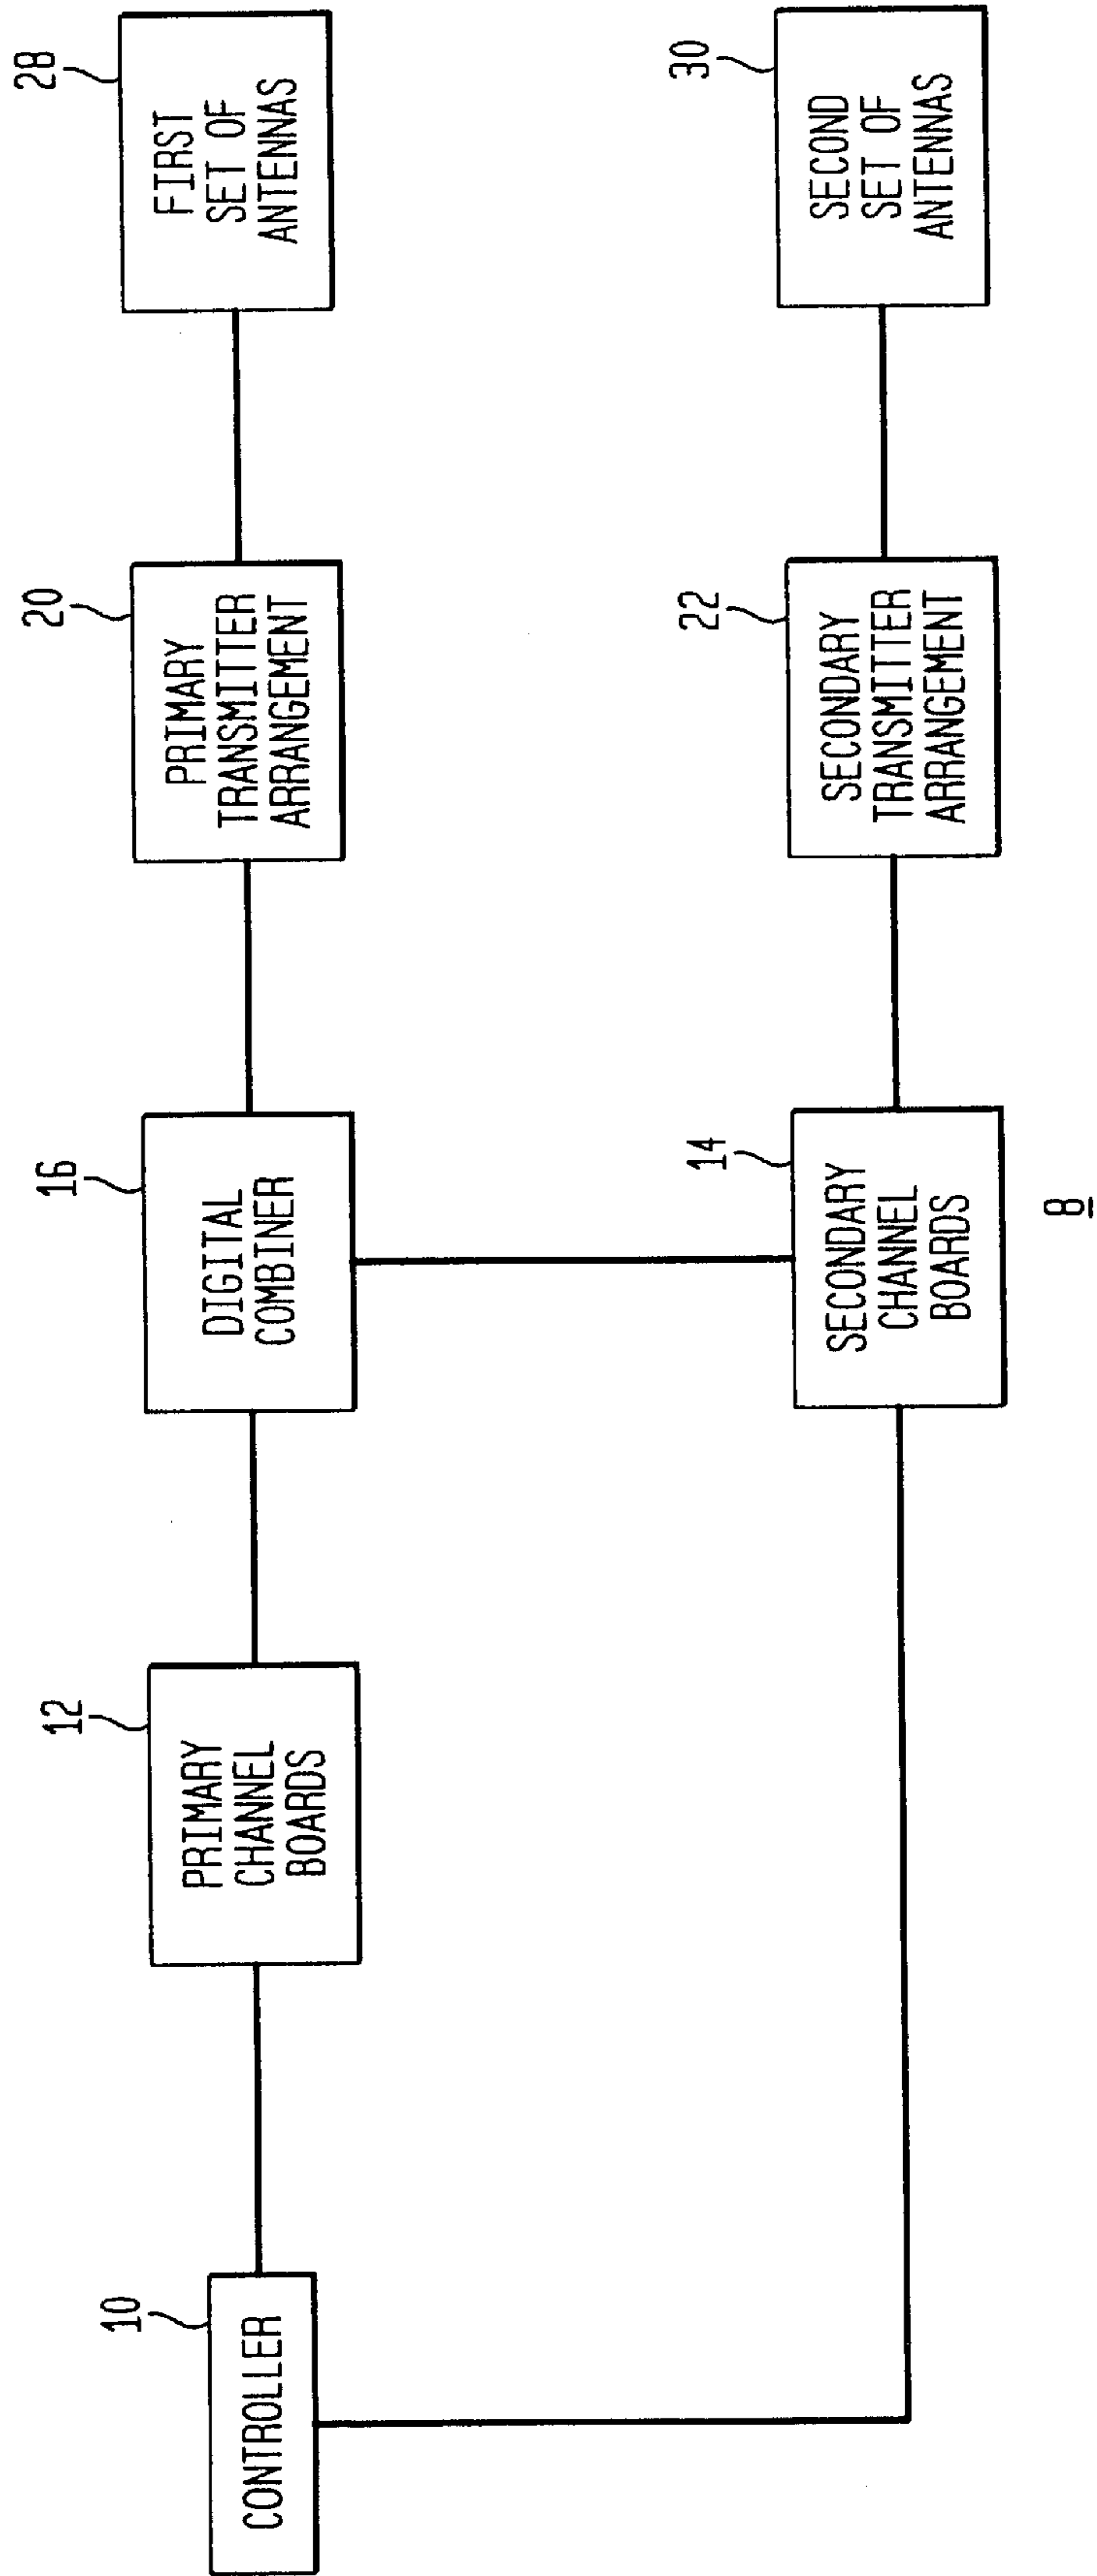 10
CONTROLLER
12
PRIMARY
CHANNEL
BOARDS
16
DIGITAL
COMBINER
20
PRIMARY
TRANSMITTER
ARRANGEMENT
28
FIRST
SET OF
ANTENNAS
14
SECONDARY
CHANNEL
BOARDS
22
SECONDARY
TRANSMITTER
ARRANGEMENT
30
SECOND
SET OF
ANTENNAS
8